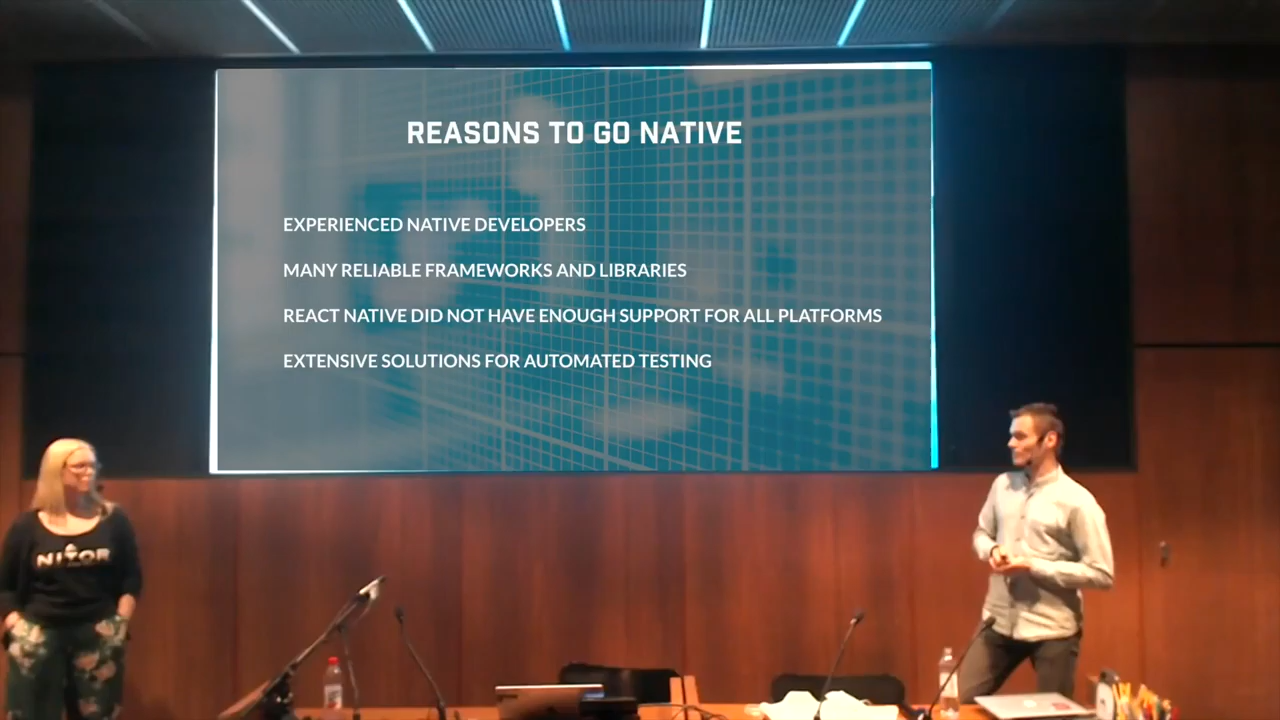 REASONS TO GO NATIVE
EXPERIENCED NATIVE DEVELOPERS
MANY RELIABLE FRAMEWORKS AND LIBRARIES
REACT NATIVE DID NOT HAVE ENOUGH SUPPORT FOR ALL PLATFORMS
EXTENSIVE SOLUTIONS FOR AUTOMATED TESTING
NITOR